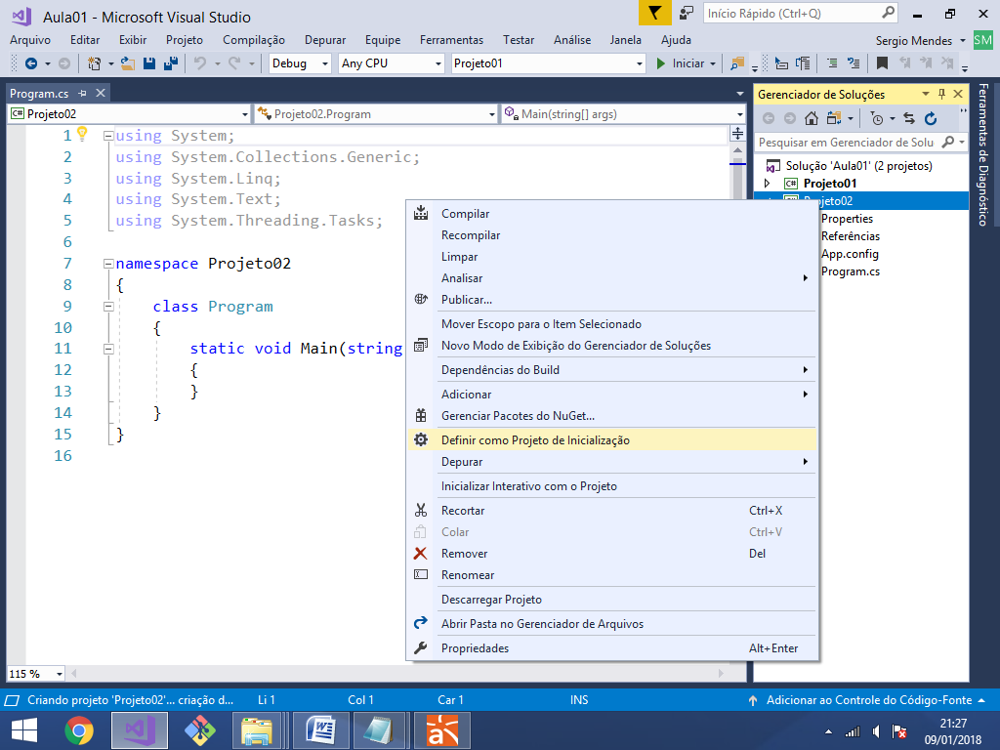 Aula01 - Microsoft Visual Studio
Início Rápido (Ctrl+Q)
Arquivo Editar Exibir Projeto Compilação Depurar Equipe Ferramentas Testar Análise Janela Ajuda
Sergio Mendes SM
Debug Any CPU Projeto01 Iniciar
Program.cs
Projeto02 Projeto02.Program Main(string[] args)
1 using System;
2 using System.Collections.Generic;
3 using System.Linq;
4 using System.Text;
5 using System.Threading.Tasks;
6
7 namespace Projeto02
8 {
9 class Program
10 {
11 static void Main(string
12 {
13 }
14 }
15 }
16
Compilar
Recompilar
Limpar
Analisar
Publicar...
Mover Escopo para o Item Selecionado
Novo Modo de Exibição do Gerenciador de Soluções
Dependências do Build
Adicionar
Gerenciar Pacotes do NuGet...
Definir como Projeto de Inicialização
Depurar
Inicializar Interativo com o Projeto
Recortar Ctrl+X
Colar Ctrl+V
Remover Del
Renomear
Descarregar Projeto
Abrir Pasta no Gerenciador de Arquivos
Propriedades Alt+Enter
Gerenciador de Soluções
Pesquisar em Gerenciador de Solu
Solução 'Aula01' (2 projetos)
C# Projeto01
Projeto02
Properties
Referências
App.config
Program.cs
Ferramentas de Diagnóstico
115 %
Criando projeto 'Projeto02'... criação d... Li 1 Col 1 Car 1 INS Adicionar ao Controle do Código-Fonte
21:27
09/01/2018